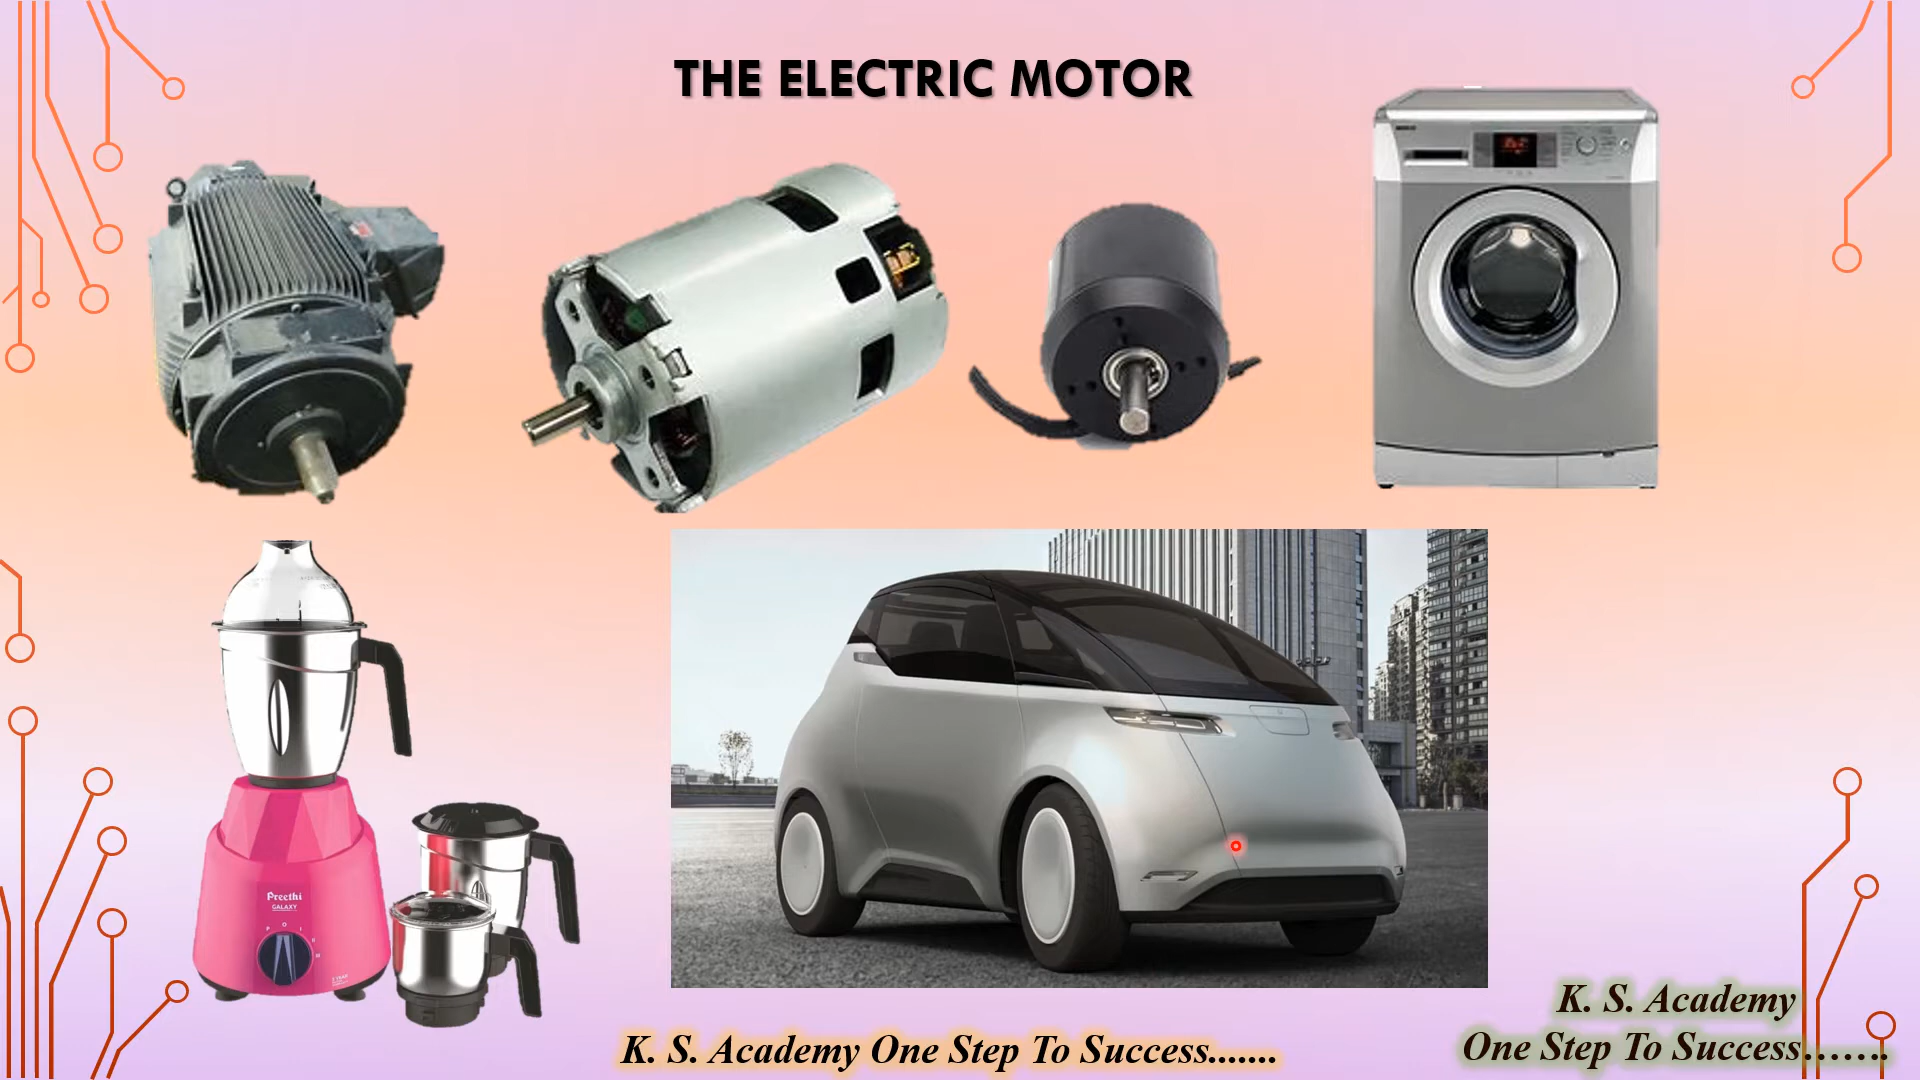 THE ELECTRIC MOTOR
Preethi
GALAXY
K. S. Academy
One Step To Success.......
K. S. Academy One Step To Success.......